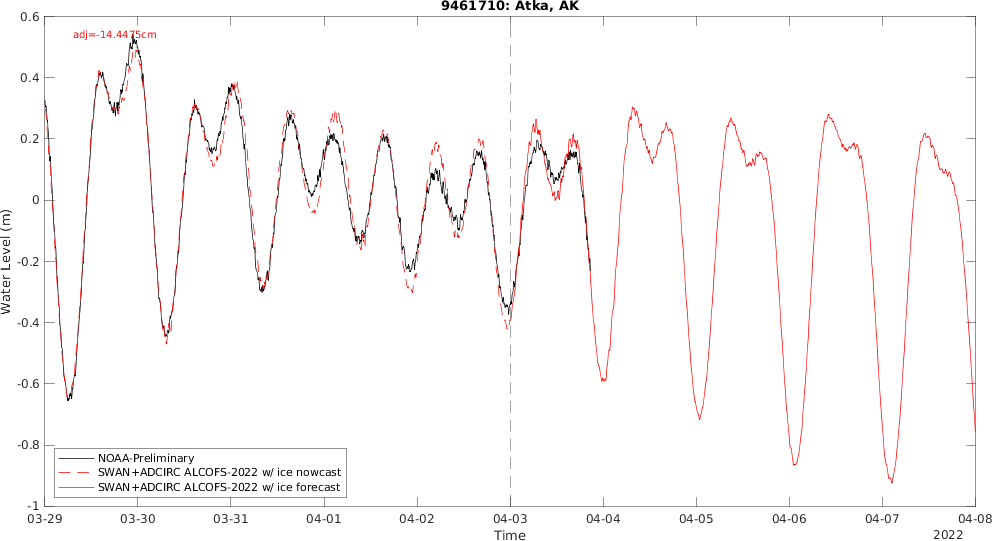 9461710: Atka, AK
adj=-14.4475cm
0.6
0.4
0.2
0
-0.2
-0.4
-0.6
-0.8
-1
Water Level (m)
NOAA-Preliminary
SWAN+ADCIRC ALCOFS-2022 w/ ice nowcast
SWAN+ADCIRC ALCOFS-2022 w/ ice forecast
03-29 03-30 03-31 04-01 04-02 04-03 04-04 04-05 04-06 04-07 04-08
Time
2022